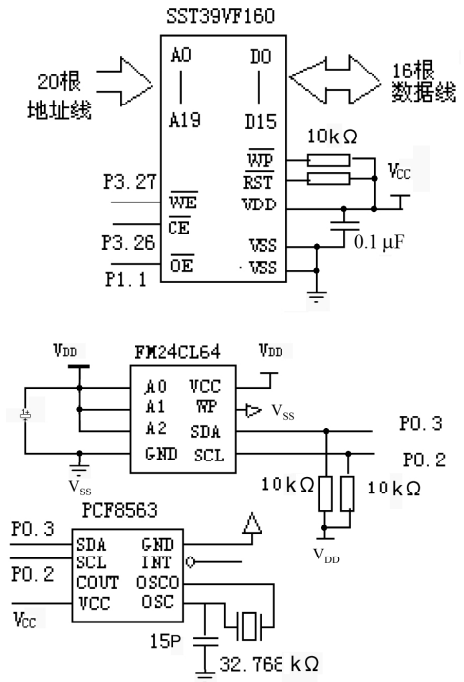 SST39VF160
A0 D0
20根
地址线
16根
数据线
A19 D15
10kΩ
WP
RST
VCC
P3.27
WE VDD
CE
P3.26
VSS 0.1 μF
OE VSS
P1.1
VDD FM24CL64 VDD
A0 VCC
A1 WP VSS
A2 SDA P0.3
GND SCL P0.2
VSS
10kΩ 10kΩ
PCF8563
P0.3
SDA GND
SCL INT
P0.2
COUT OSCO
VCC OSC
VCC
VDD
15P
32.768 kΩ